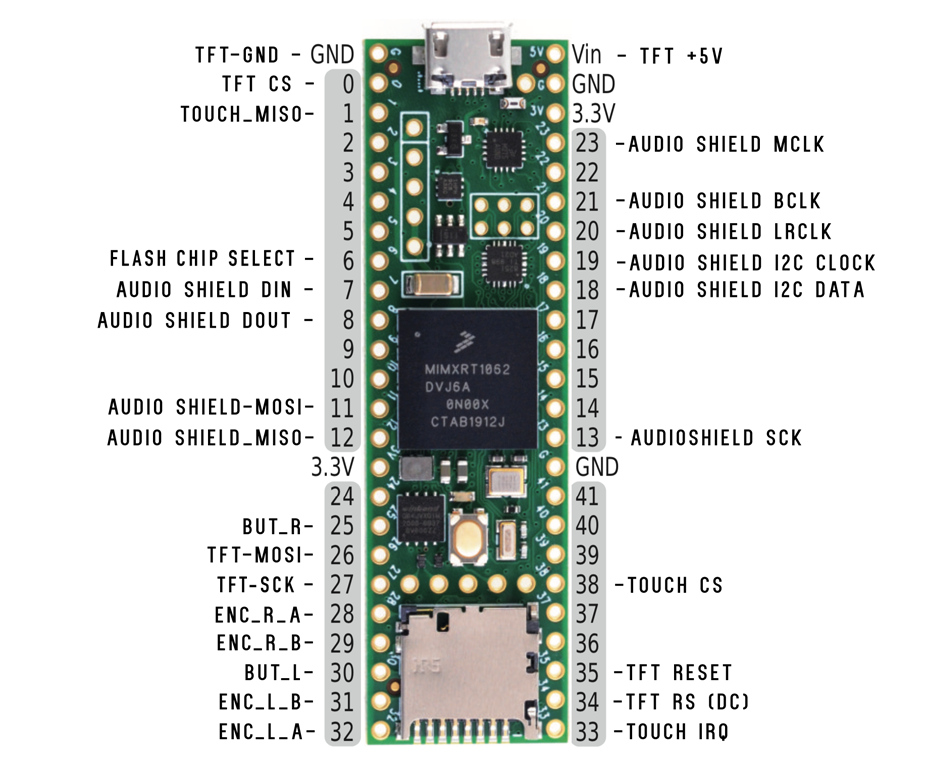 TFT-GND - GND
TFT CS - 0
TOUCH_MISO- 1
2
3
4
5
FLASH CHIP SELECT - 6
AUDIO SHIELD DIN - 7
AUDIO SHIELD DOUT - 8
9
10
AUDIO SHIELD-MOSI- 11
AUDIO SHIELD_MISO- 12
3.3V
24
BUT_R- 25
TFT-MOSI- 26
TFT-SCK - 27
ENC_R_A- 28
ENC_R_B- 29
BUT_L- 30
ENC_L_B- 31
ENC_L_A- 32
MIMXRT1062
DVJ6A
0N00X
CTAB1912J
Vin - TFT +5V
GND
3.3V
23 -AUDIO SHIELD MCLK
22
21 -AUDIO SHIELD BCLK
20 -AUDIO SHIELD LRCLK
19 -AUDIO SHIELD I2C CLOCK
18 -AUDIO SHIELD I2C DATA
17
16
15
14
13 - AUDIOSHIELD SCK
GND
41
40
39
38 -TOUCH CS
37
36
35 -TFT RESET
34 -TFT RS (DC)
33 -TOUCH IRQ